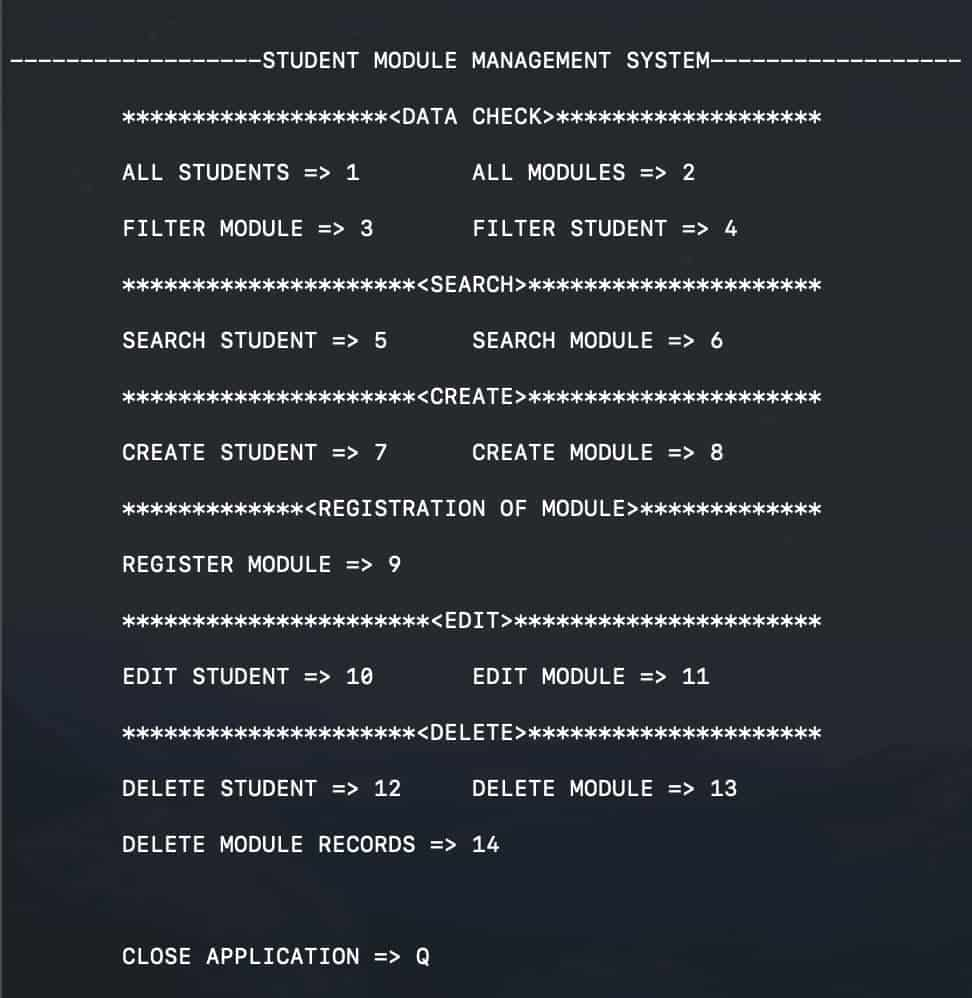 ------------------STUDENT MODULE MANAGEMENT SYSTEM------------------
*******************<DATA CHECK>*******************
ALL STUDENTS => 1        ALL MODULES => 2
FILTER MODULE => 3       FILTER STUDENT => 4
*********************<SEARCH>*********************
SEARCH STUDENT => 5      SEARCH MODULE => 6
*********************<CREATE>*********************
CREATE STUDENT => 7      CREATE MODULE => 8
*************<REGISTRATION OF MODULE>*************
REGISTER MODULE => 9
**********************<EDIT>**********************
EDIT STUDENT => 10       EDIT MODULE => 11
*********************<DELETE>*********************
DELETE STUDENT => 12     DELETE MODULE => 13
DELETE MODULE RECORDS => 14
CLOSE APPLICATION => Q